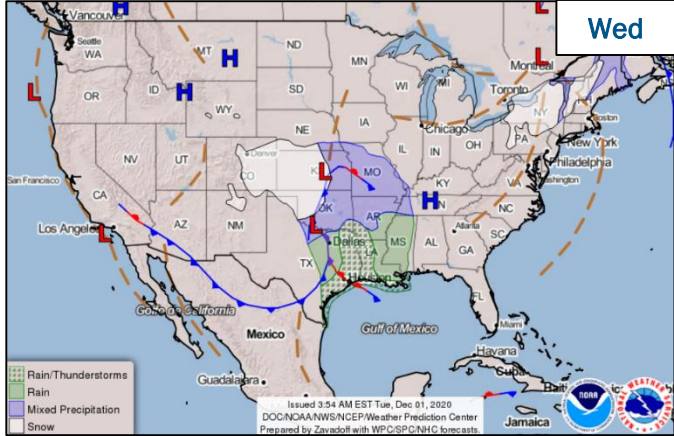 Wed
Vancouver
H
L
Seattle
WA
MT
ND
MN
L
Montreal
H
H
L
OR
ID
WY
SD
WI
MI
Toronto
NY
Boston
NE
IA
Chicago
New York
NV
UT
Denver
CO
IL
IN
OH
PA
Philadelphia
San Francisco
CA
L
MO
KY
VA
Washington
H
NC
Los Angeles
L
AZ
NM
OK
L
AR
Atlanta
SC
Dallas
MS
AL
GA
TX
LA
Houston
FL
Golfo de California
Gulf of Mexico
Miami
Mexico
Havana
Cuba
Guadalajara
Jamaica
Rain/Thunderstorms
Rain
Mixed Precipitation
Snow
Issued 3:54 AM EST Tue, Dec 01, 2020
DOC/NOAA/NWS/NCEP/Weather Prediction Center
Prepared by Zavadoff with WPC/SPC/NHC forecasts.
NOAA
NATIONAL WEATHER SERVICE